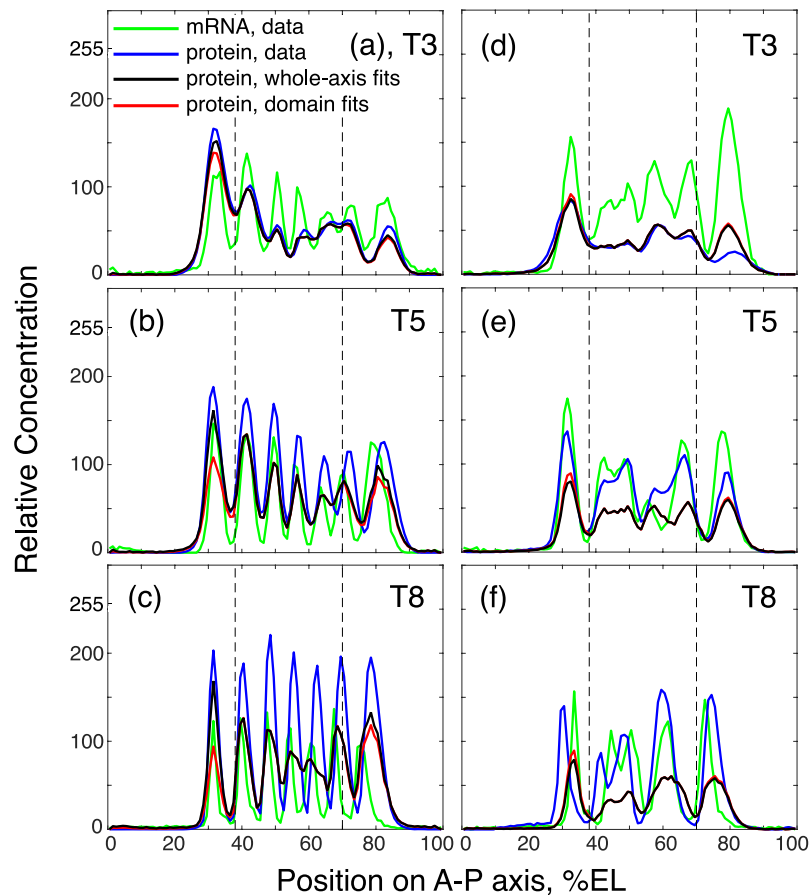 mRNA, data
protein, data
protein, whole-axis fits
protein, domain fits
(a), T3
255
200
100
0
(d)
T3
(b)
T5
255
200
100
0
(e)
T5
(c)
T8
255
200
100
0
0 20 40 60 80 100
(f)
T8
0 20 40 60 80 100
Relative Concentration
Position on A-P axis, %EL